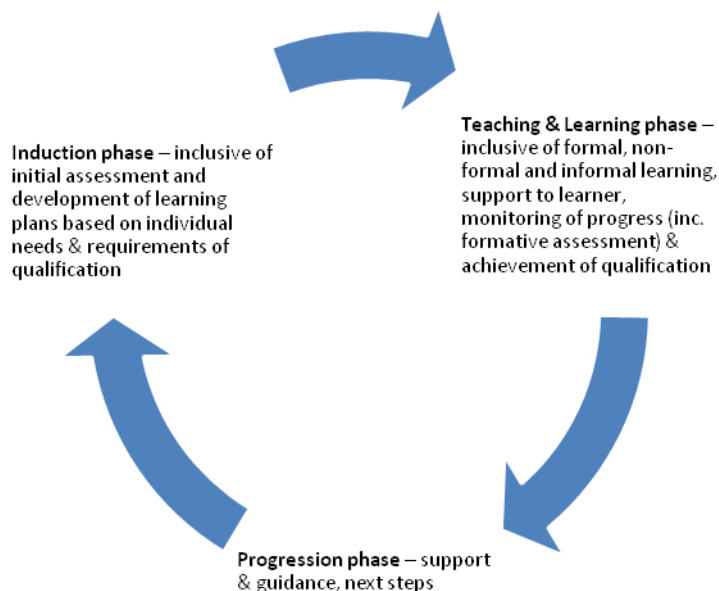 Induction phase – inclusive of
initial assessment and
development of learning
plans based on individual
needs & requirements of
qualification
Teaching & Learning phase –
inclusive of formal, non-
formal and informal learning,
support to learner,
monitoring of progress (inc.
formative assessment) &
achievement of qualification
Progression phase – support
& guidance, next steps